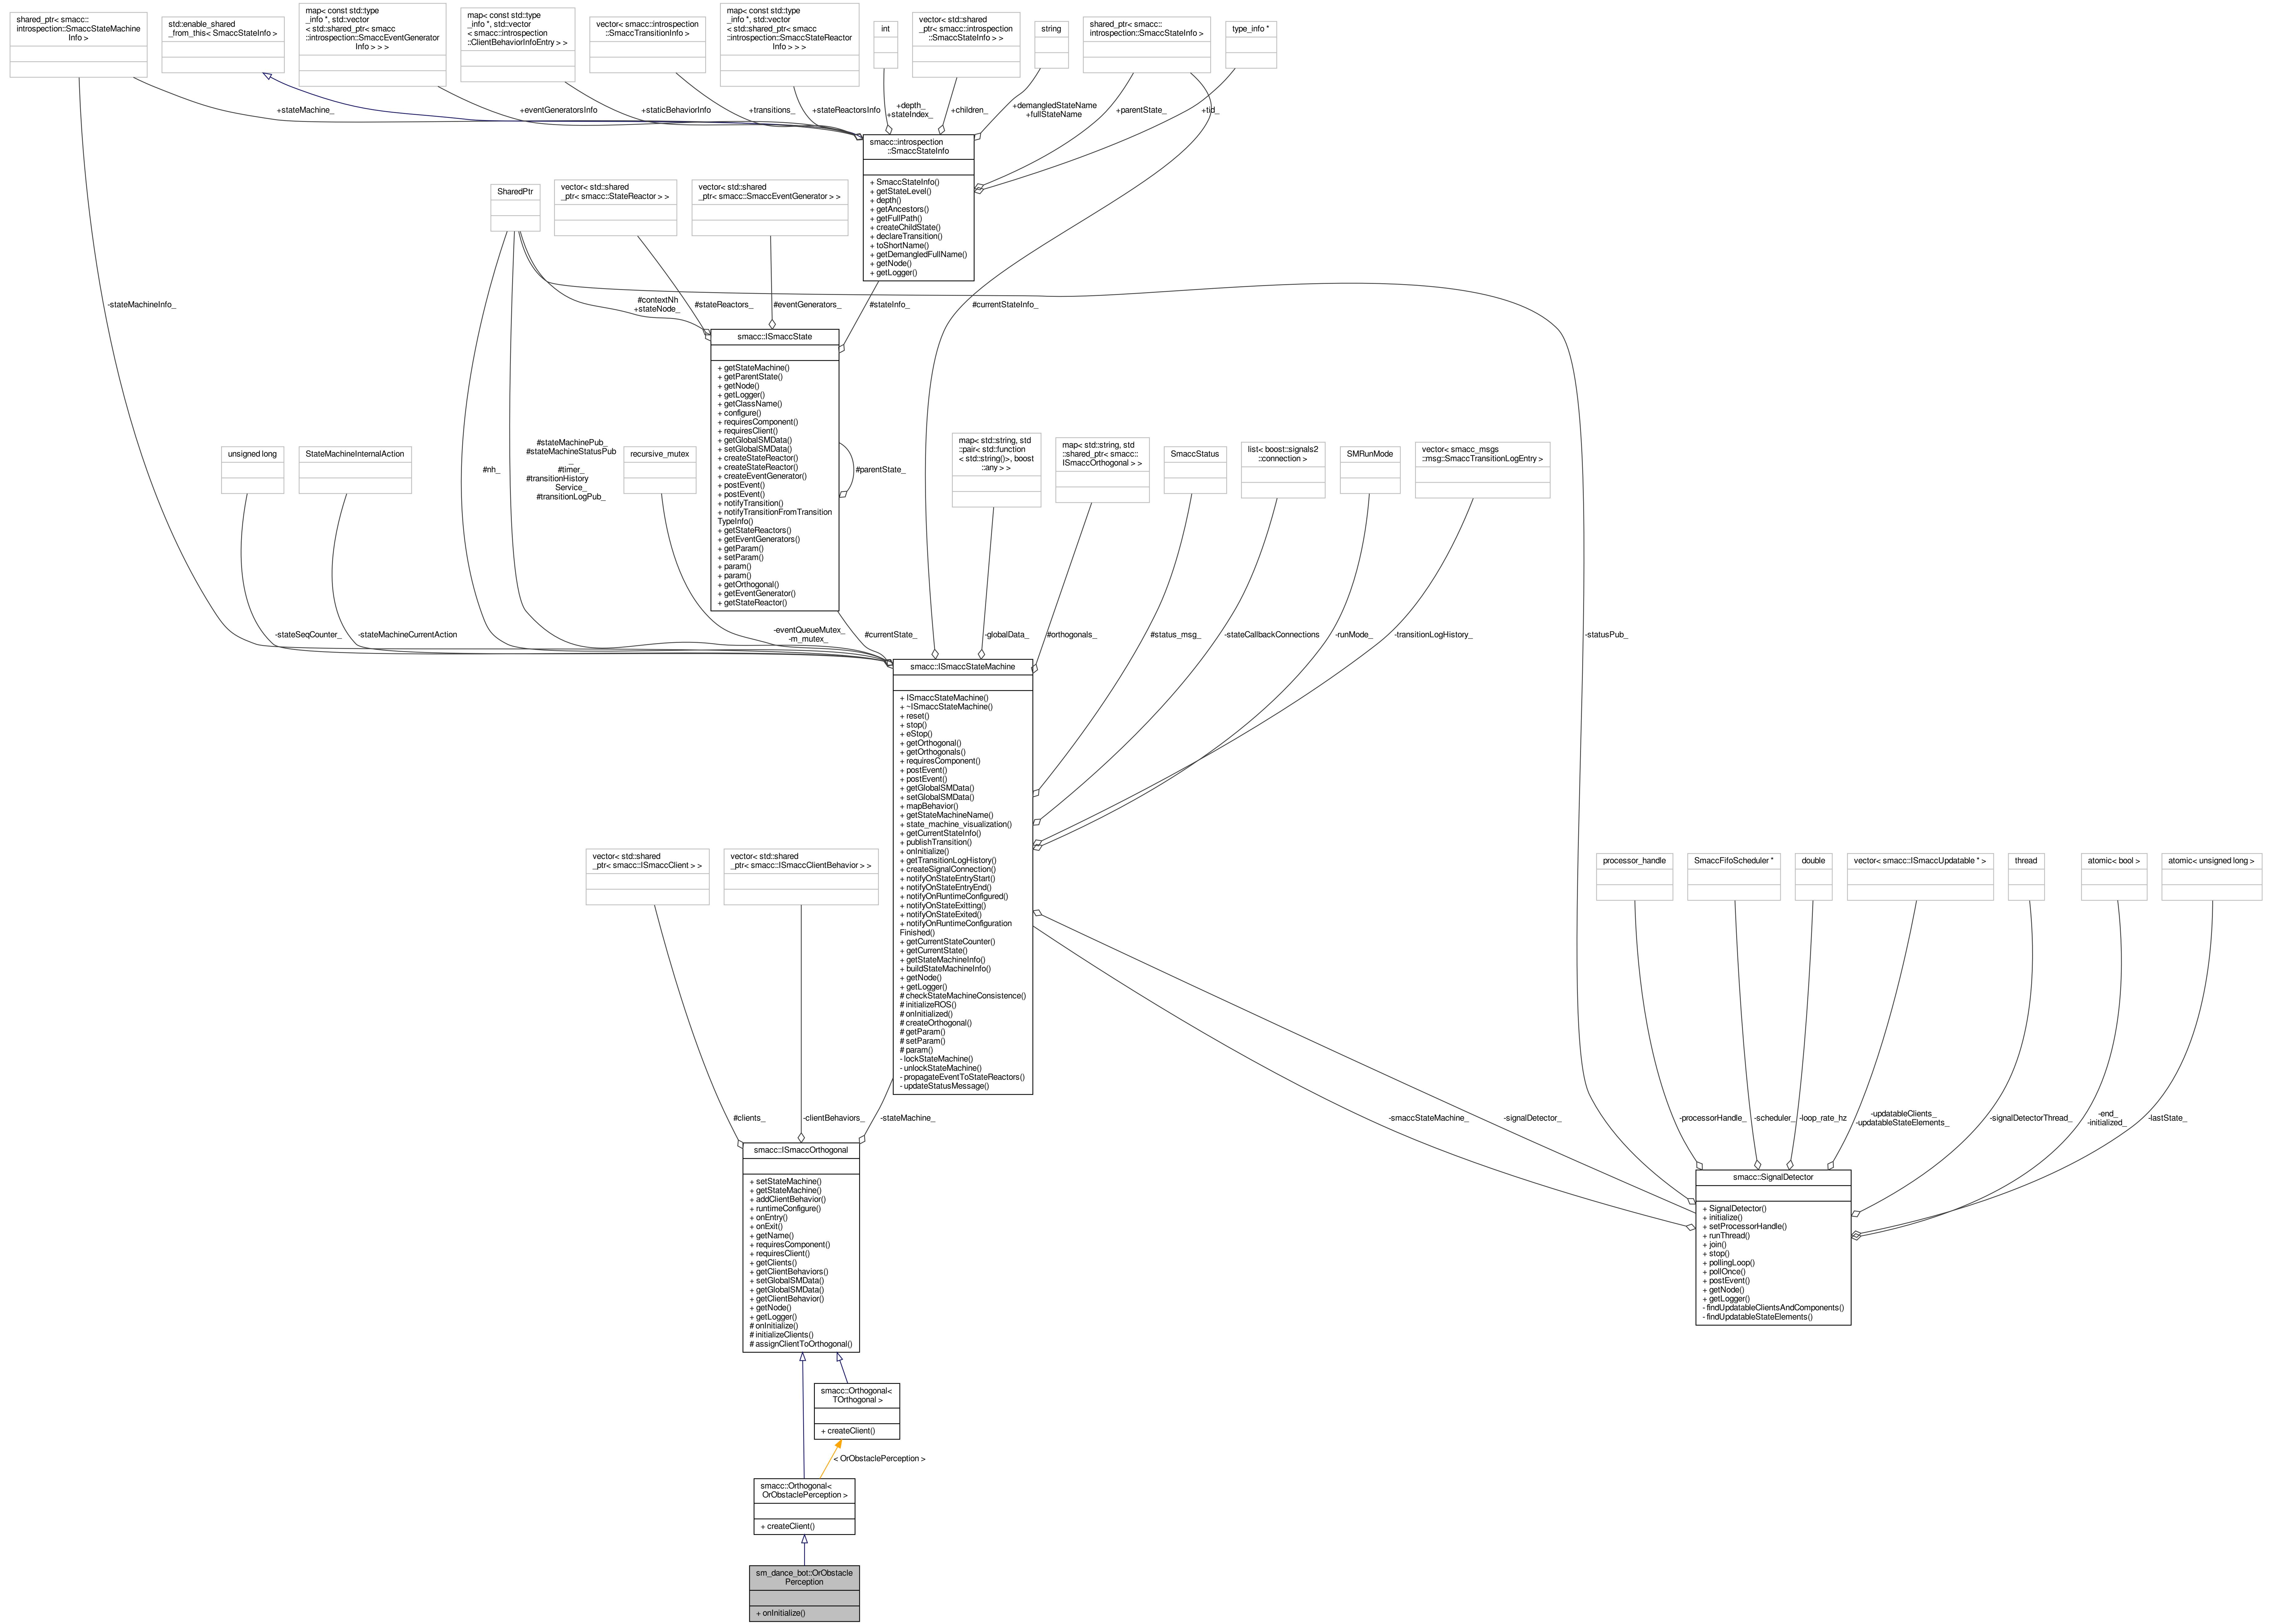 shared_ptr< smacc::
introspection::SmaccStateMachine
Info >
std::enable_shared
_from_this< SmaccStateInfo >
map< const std::type
_info *, std::vector
< std::shared_ptr< smacc
::introspection::SmaccEventGenerator
Info > > >
map< const std::type
_info *, std::vector
< smacc::introspection
::ClientBehaviorInfoEntry > >
vector< smacc::introspection
::SmaccTransitionInfo >
map< const std::type
_info *, std::vector
< std::shared_ptr< smacc
::introspection::SmaccStateReactor
Info > > >
int
vector< std::shared
_ptr< smacc::introspection
::SmaccStateInfo > >
string
shared_ptr< smacc::
introspection::SmaccStateInfo >
type_info *
+stateMachine_
+eventGeneratorsInfo
+staticBehaviorInfo
+transitions_
+stateReactorsInfo
+depth_
+stateIndex_
+children_
+demangledStateName
+fullStateName
+parentState_
+tid_
smacc::introspection
::SmaccStateInfo
+ SmaccStateInfo()
+ getStateLevel()
+ depth()
+ getAncestors()
+ getFullPath()
+ createChildState()
+ declareTransition()
+ toShortName()
+ getDemangledFullName()
+ getNode()
+ getLogger()
SharedPtr
vector< std::shared
_ptr< smacc::StateReactor > >
vector< std::shared
_ptr< smacc::SmaccEventGenerator > >
-stateMachineInfo_
#contextNh
+stateNode_
#stateReactors_
#eventGenerators_
#stateInfo_
#currentStateInfo_
smacc::ISmaccState
+ getStateMachine()
+ getParentState()
+ getNode()
+ getLogger()
+ getClassName()
+ configure()
+ requiresComponent()
+ requiresClient()
+ getGlobalSMData()
+ setGlobalSMData()
+ createStateReactor()
+ createStateReactor()
+ createEventGenerator()
+ postEvent()
+ postEvent()
+ notifyTransition()
+ notifyTransitionFromTransition
TypeInfo()
+ getStateReactors()
+ getEventGenerators()
+ getParam()
+ setParam()
+ param()
+ param()
+ getOrthogonal()
+ getEventGenerator()
+ getStateReactor()
#parentState_
unsigned long
StateMachineInternalAction
#nh_
#stateMachinePub_
#stateMachineStatusPub
_
#timer_
#transitionHistory
Service_
#transitionLogPub_
recursive_mutex
map< std::string, std
::pair< std::function
< std::string()>, boost
::any > >
map< std::string, std
::shared_ptr< smacc::
ISmaccOrthogonal > >
SmaccStatus
list< boost::signals2
::connection >
SMRunMode
vector< smacc_msgs
::msg::SmaccTransitionLogEntry >
-stateSeqCounter_
-stateMachineCurrentAction
-eventQueueMutex_
-m_mutex_
#currentState_
-globalData_
#orthogonals_
#status_msg_
-stateCallbackConnections
-runMode_
-transitionLogHistory_
-statusPub_
smacc::ISmaccStateMachine
+ ISmaccStateMachine()
+ ~ISmaccStateMachine()
+ reset()
+ stop()
+ eStop()
+ getOrthogonal()
+ getOrthogonals()
+ requiresComponent()
+ postEvent()
+ postEvent()
+ getGlobalSMData()
+ setGlobalSMData()
+ mapBehavior()
+ getStateMachineName()
+ state_machine_visualization()
+ getCurrentStateInfo()
+ publishTransition()
+ onInitialize()
+ getTransitionLogHistory()
+ createSignalConnection()
+ notifyOnStateEntryStart()
+ notifyOnStateEntryEnd()
+ notifyOnRuntimeConfigured()
+ notifyOnStateExitting()
+ notifyOnStateExited()
+ notifyOnRuntimeConfiguration
Finished()
+ getCurrentStateCounter()
+ getCurrentState()
+ getStateMachineInfo()
+ buildStateMachineInfo()
+ getNode()
+ getLogger()
# checkStateMachineConsistence()
# initializeROS()
# onInitialized()
# createOrthogonal()
# getParam()
# setParam()
# param()
- lockStateMachine()
- unlockStateMachine()
- propagateEventToStateReactors()
- updateStatusMessage()
vector< std::shared
_ptr< smacc::ISmaccClient > >
vector< std::shared
_ptr< smacc::ISmaccClientBehavior > >
processor_handle
SmaccFifoScheduler *
double
vector< smacc::ISmaccUpdatable * >
thread
atomic< bool >
atomic< unsigned long >
#clients_
-clientBehaviors_
-stateMachine_
-smaccStateMachine_
-signalDetector_
-processorHandle_
-scheduler_
-loop_rate_hz
-updatableClients_
-updatableStateElements_
-signalDetectorThread_
-end_
-initialized_
-lastState_
smacc::ISmaccOrthogonal
+ setStateMachine()
+ getStateMachine()
+ addClientBehavior()
+ runtimeConfigure()
+ onEntry()
+ onExit()
+ getName()
+ requiresComponent()
+ requiresClient()
+ getClients()
+ getClientBehaviors()
+ setGlobalSMData()
+ getGlobalSMData()
+ getClientBehavior()
+ getNode()
+ getLogger()
# onInitialize()
# initializeClients()
# assignClientToOrthogonal()
smacc::SignalDetector
+ SignalDetector()
+ initialize()
+ setProcessorHandle()
+ runThread()
+ join()
+ stop()
+ pollingLoop()
+ pollOnce()
+ postEvent()
+ getNode()
+ getLogger()
- findUpdatableClientsAndComponents()
- findUpdatableStateElements()
smacc::Orthogonal<
TOrthogonal >
+ createClient()
< OrObstaclePerception >
smacc::Orthogonal<
OrObstaclePerception >
+ createClient()
sm_dance_bot::OrObstacle
Perception
+ onInitialize()